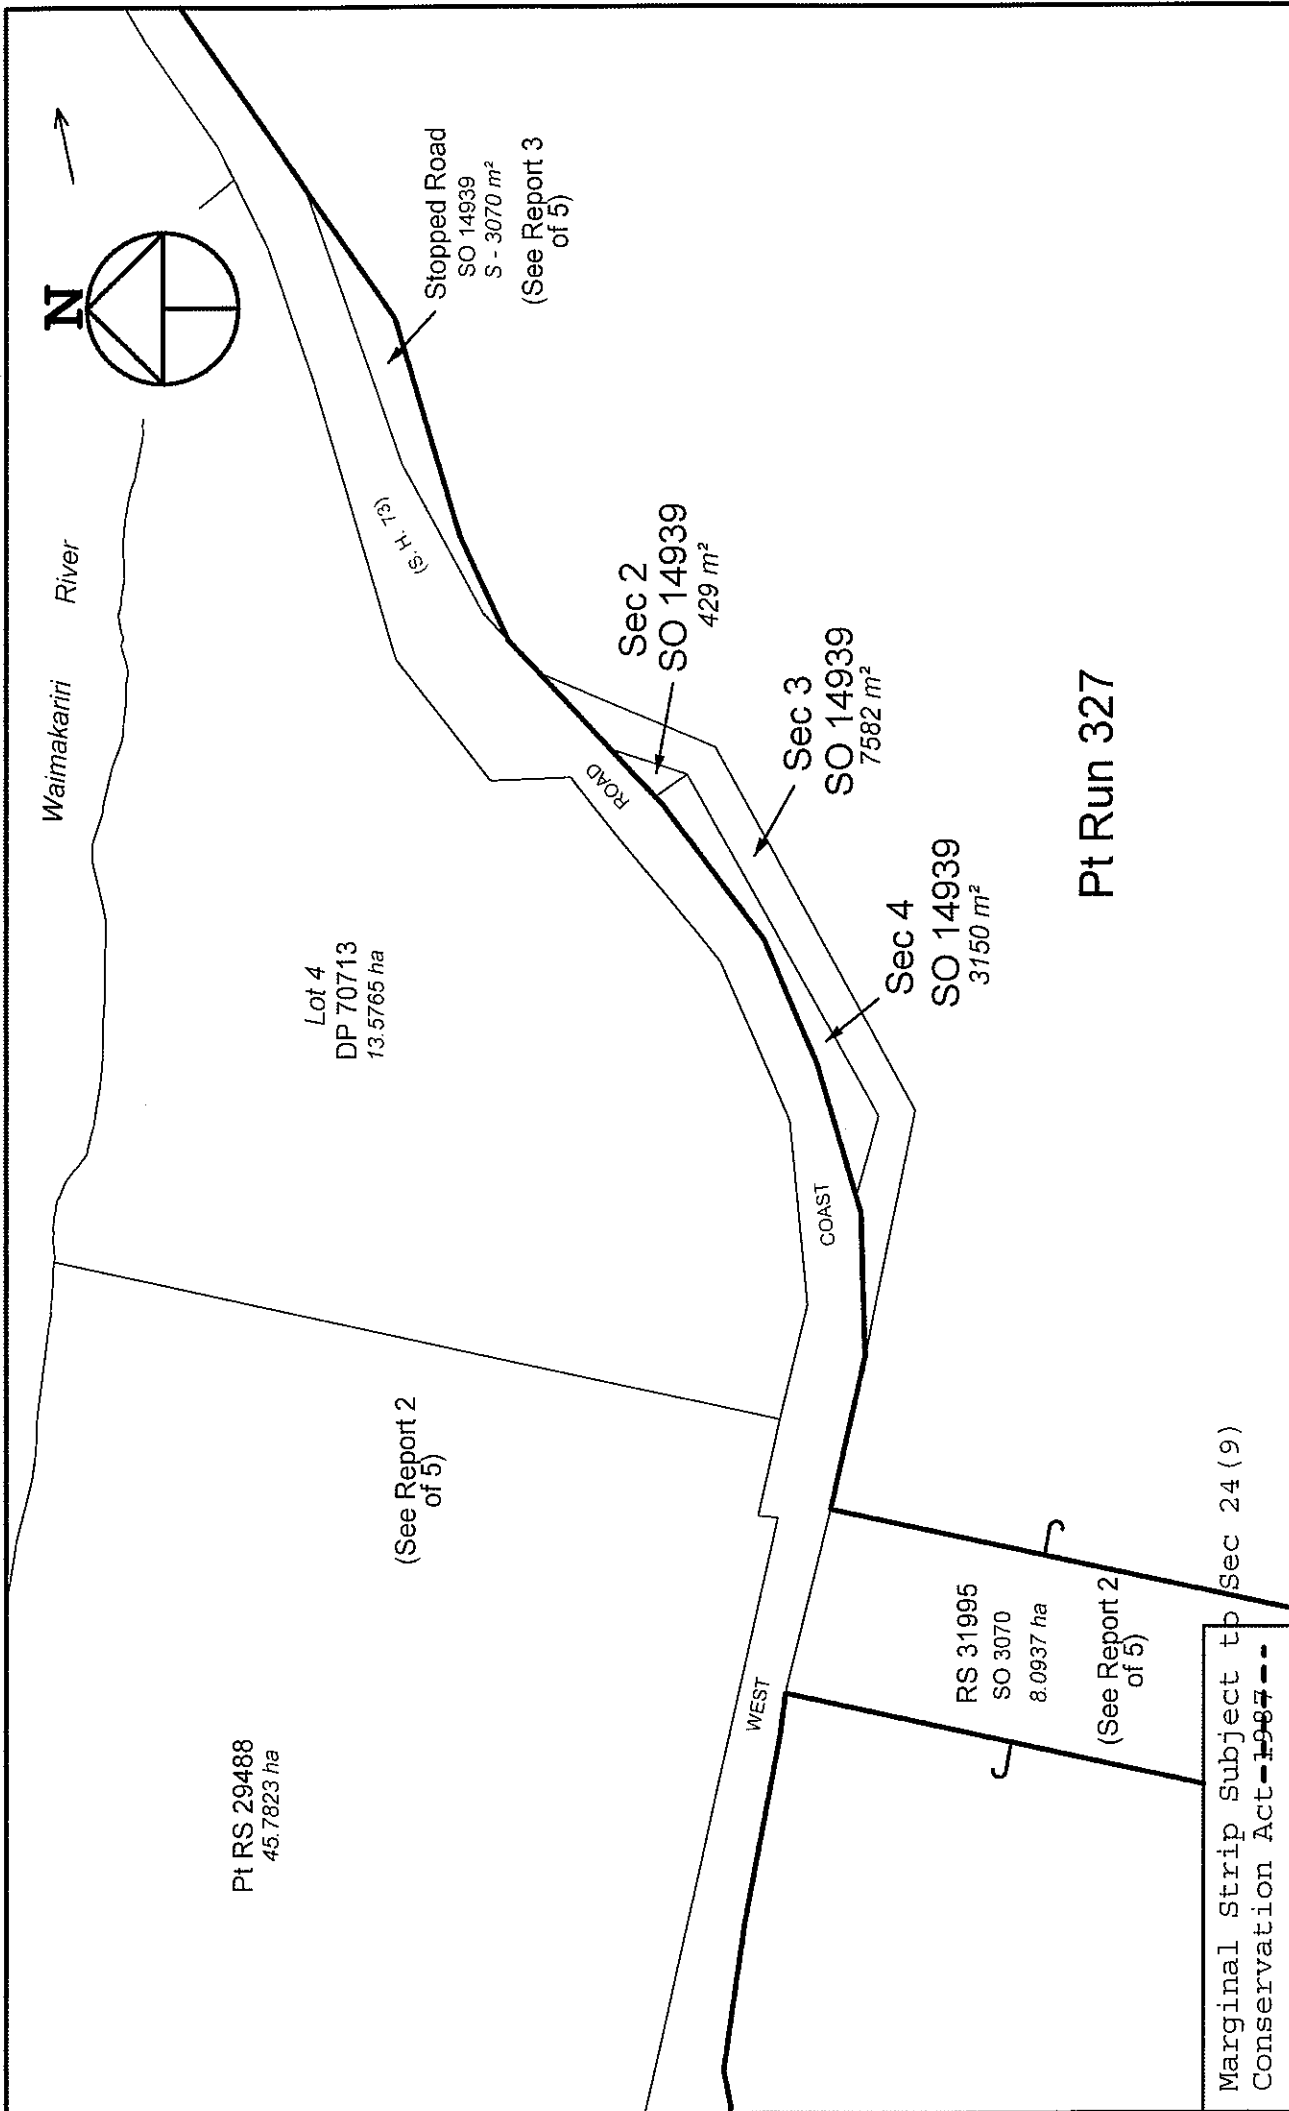 N
Waimakariri River
Stopped Road
SO 14939
S - 3070 m²
(See Report 3
of 5)
(S. H. 73)
Sec 2
SO 14939
429 m²
Sec 3
SO 14939
7582 m²
Sec 4
SO 14939
3150 m²
Pt Run 327
Lot 4
DP 70713
13.5765 ha
WEST COAST ROAD
(See Report 2
of 5)
Pt RS 29488
45.7823 ha
RS 31995
SO 3070
8.0937 ha
(See Report 2
of 5)
Marginal Strip Subject to Sec 24(9)
Conservation Act 1987